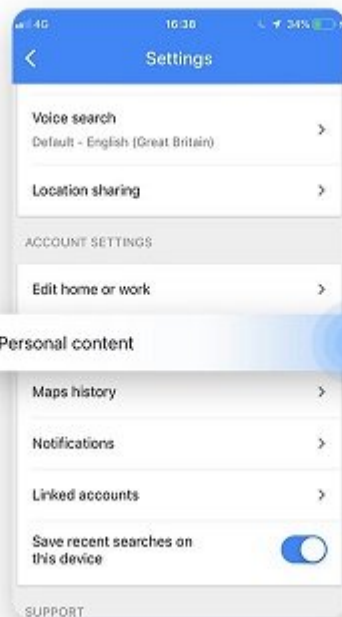 4G 16:38 34%
Settings
Voice search
Default - English (Great Britain)
Location sharing
ACCOUNT SETTINGS
Edit home or work
Personal content
Maps history
Notifications
Linked accounts
Save recent searches on
this device
SUPPORT